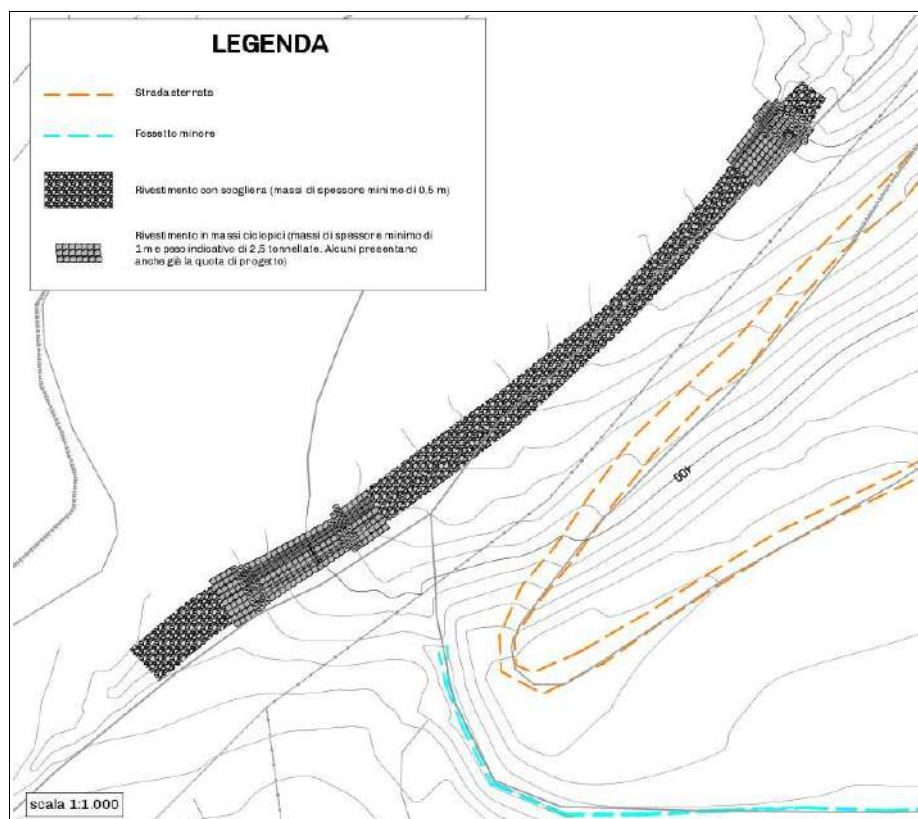 LEGENDA
Strada sterrata
Fossetto minore
Rivestimento con scogliera (massi di spessore minimo di 0,5 m)
Rivestimento in massi ciclopici (massi di spessore minimo di
1 m e peso indicativo di 2,5 tonnellate. Alcuni presentano
anche già la quota di progetto)
400
scala 1:1.000